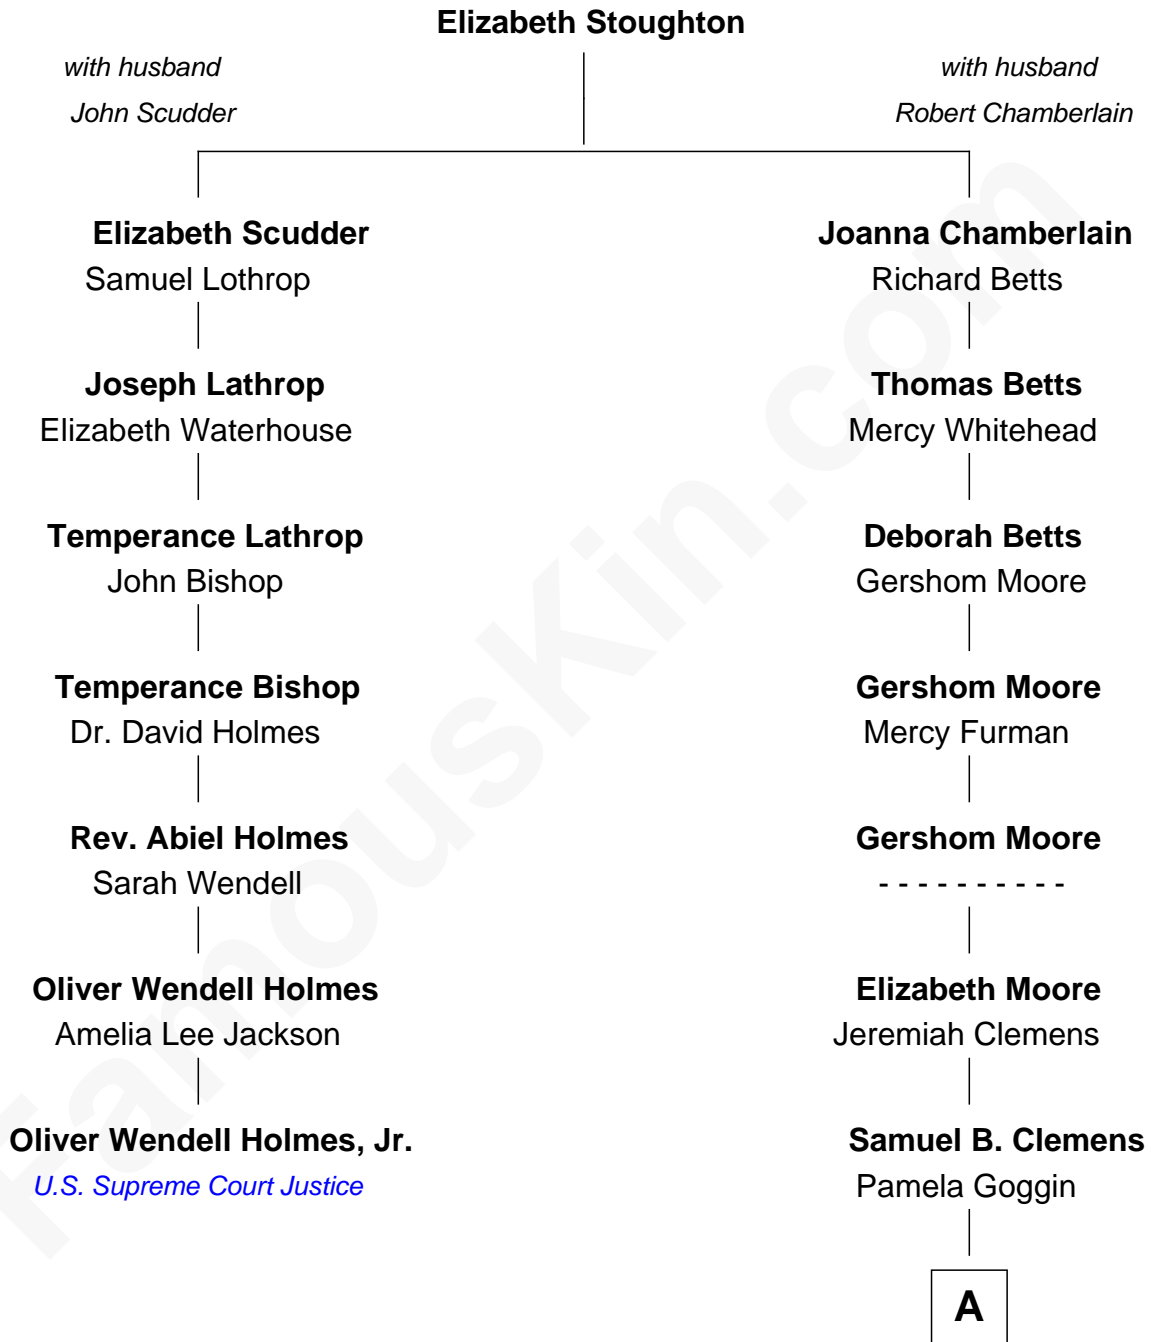 Elizabeth Stoughton
with husband
John Scudder
with husband
Robert Chamberlain
Elizabeth Scudder
Samuel Lothrop
Joanna Chamberlain
Richard Betts
Joseph Lathrop
Elizabeth Waterhouse
Thomas Betts
Mercy Whitehead
Temperance Lathrop
John Bishop
Deborah Betts
Gershom Moore
Temperance Bishop
Dr. David Holmes
Gershom Moore
Mercy Furman
Rev. Abiel Holmes
Sarah Wendell
Gershom Moore
- - - - - - - - - -
Oliver Wendell Holmes
Amelia Lee Jackson
Elizabeth Moore
Jeremiah Clemens
Oliver Wendell Holmes, Jr.
U.S. Supreme Court Justice
Samuel B. Clemens
Pamela Goggin
A
FamousKin.com